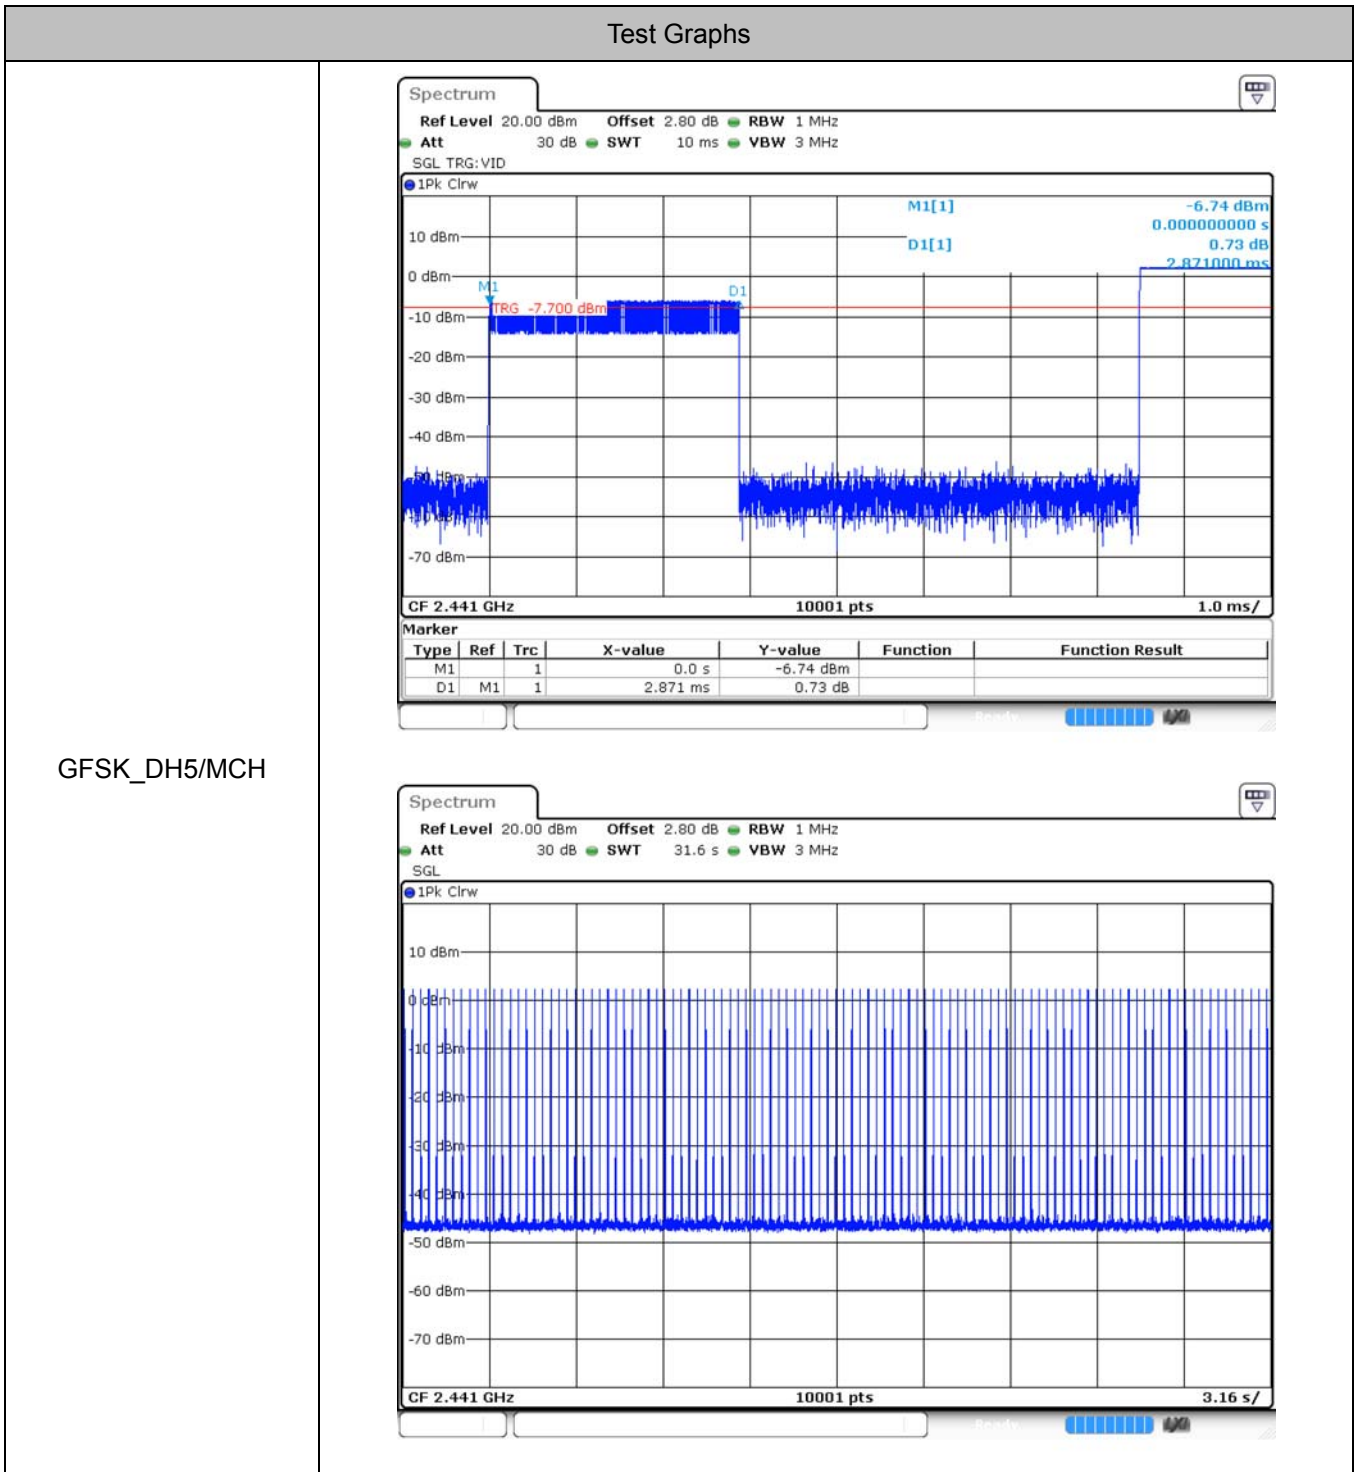 Test Graphs
GFSK_DH5/MCH
Spectrum
Ref Level 20.00 dBm Offset 2.80 dB RBW 1 MHz
Att 30 dB SWT 10 ms VBW 3 MHz
SGL TRG:VID
1Pk Clrw
M1[1] -6.74 dBm
0.000000000 s
D1[1] 0.73 dB
2.871000 ms
10 dBm
0 dBm
M1
D1
TRG -7.700 dBm
-10 dBm
-20 dBm
-30 dBm
-40 dBm
-50 dBm
-60 dBm
-70 dBm
CF 2.441 GHz 10001 pts 1.0 ms/
Marker
Type Ref Trc X-value Y-value Function Function Result
M1 1 0.0 s -6.74 dBm
D1 M1 1 2.871 ms 0.73 dB
Ready
Spectrum
Ref Level 20.00 dBm Offset 2.80 dB RBW 1 MHz
Att 30 dB SWT 31.6 s VBW 3 MHz
SGL
1Pk Clrw
10 dBm
0 dBm
-10 dBm
-20 dBm
-30 dBm
-40 dBm
-50 dBm
-60 dBm
-70 dBm
CF 2.441 GHz 10001 pts 3.16 s/
Ready